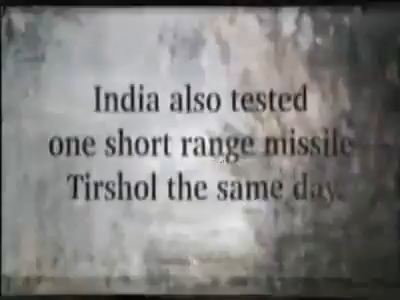 India also tested
one short range missile
Tirshol the same day.